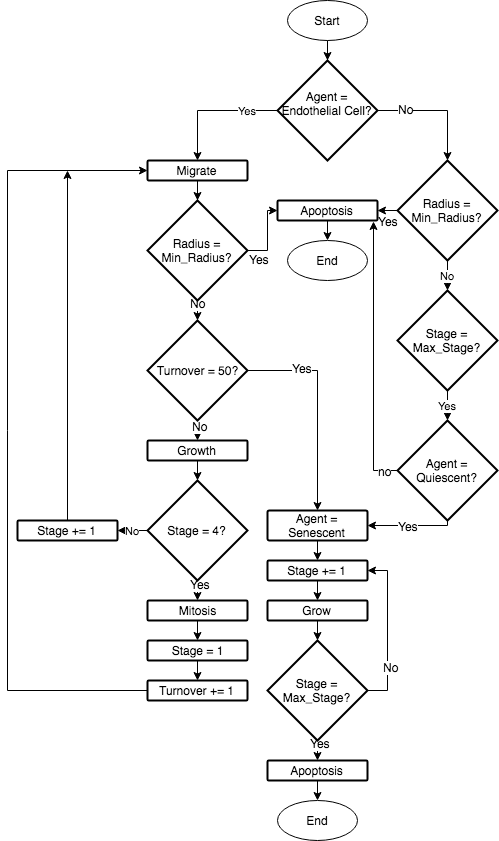 Start
Agent =
Endothelial Cell?
Yes
No
Migrate
Radius =
Min_Radius?
Yes
No
Apoptosis
End
Radius =
Min_Radius?
Yes
No
Stage =
Max_Stage?
Yes
Agent =
Quiescent?
no
Yes
Turnover = 50?
Yes
No
Growth
Stage = 4?
No
Stage += 1
Yes
Mitosis
Stage = 1
Turnover += 1
Agent =
Senescent
Stage += 1
Grow
Stage =
Max_Stage?
No
Yes
Apoptosis
End